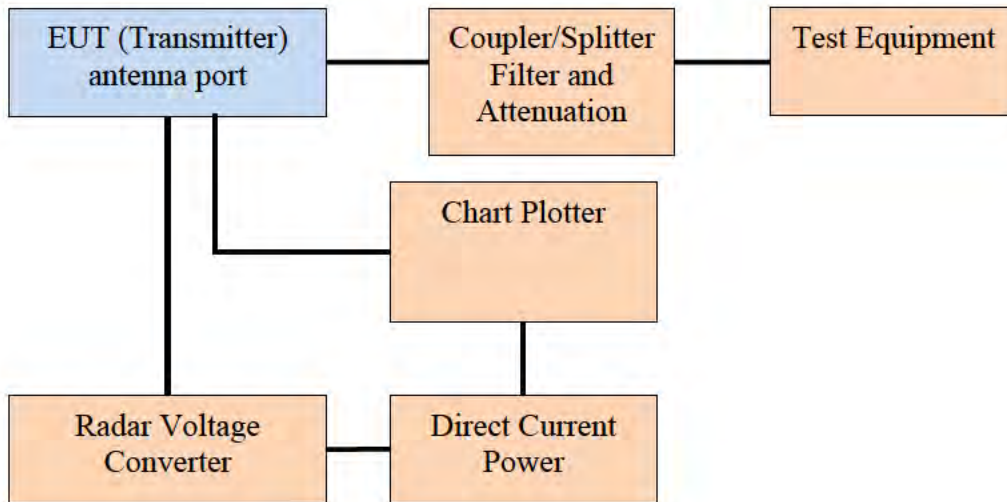 EUT (Transmitter)
antenna port
Coupler/Splitter
Filter and
Attenuation
Test Equipment
Chart Plotter
Radar Voltage
Converter
Direct Current
Power